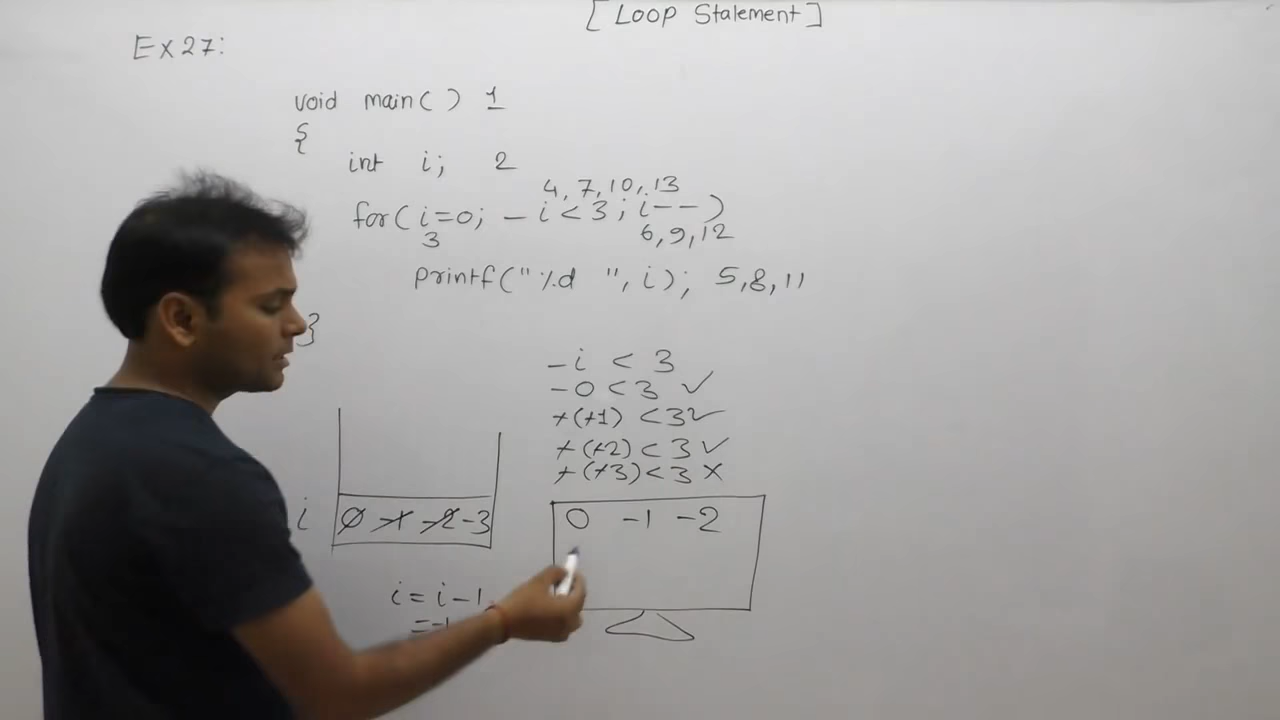 [Loop Statement]
Ex27:
void main() 1
{
int i; 2
4, 7, 10, 13
for(i=0; -i<3; i--)
3 6, 9, 12
printf("%d ", i); 5, 8, 11
}
-i < 3
-0 < 3 ✓
+(+1) < 3 ✓
+(+2) < 3 ✓
+(+3) < 3 ✗
i 0 -1 -2 -3
0 -1 -2
i = i-1
=-1